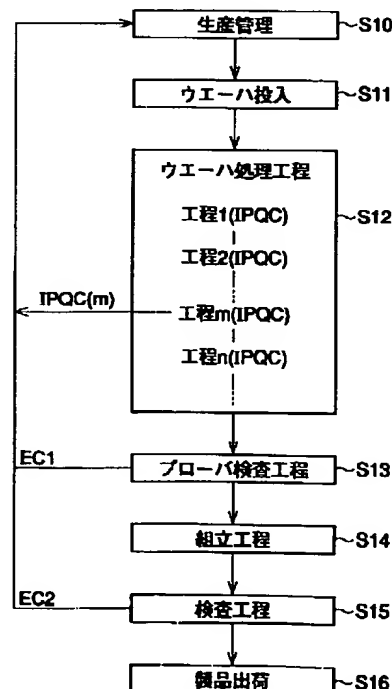 生産管理 ~S10
ウエーハ投入 ~S11
ウエーハ処理工程
工程1(IPQC) ~S12
工程2(IPQC)
IPQC(m) 工程m(IPQC)
工程n(IPQC)
EC1 プローバ検査工程 ~S13
組立工程 ~S14
EC2 検査工程 ~S15
製品出荷 ~S16